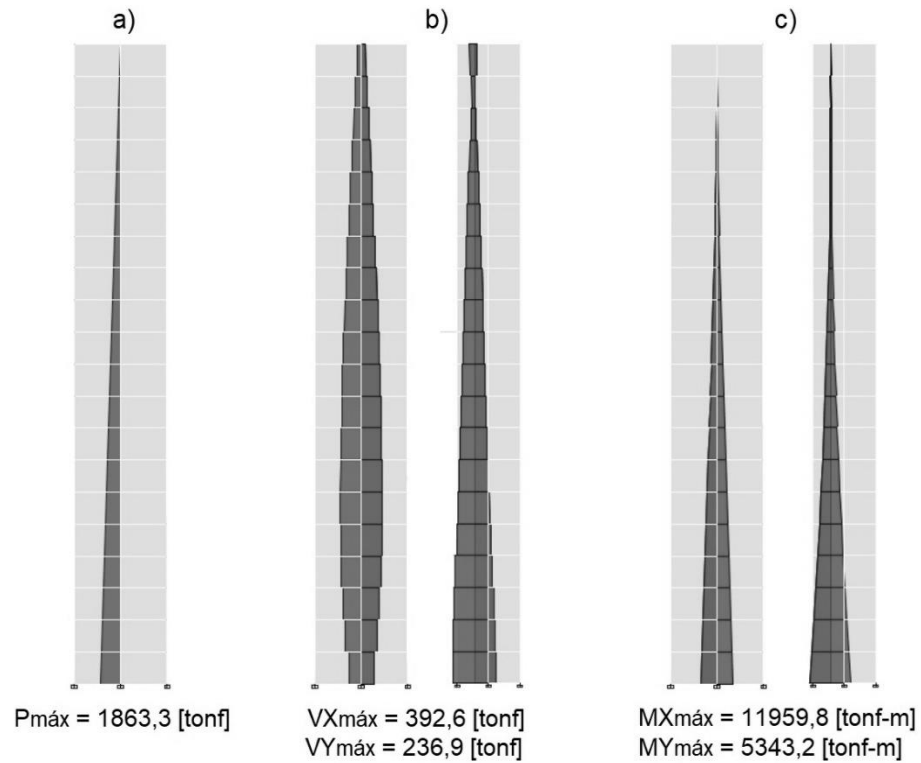 a)
b)
c)
Pmáx = 1863,3 [tonf]
VXmáx = 392,6 [tonf]
VYmáx = 236,9 [tonf]
MXmáx = 11959,8 [tonf-m]
MYmáx = 5343,2 [tonf-m]